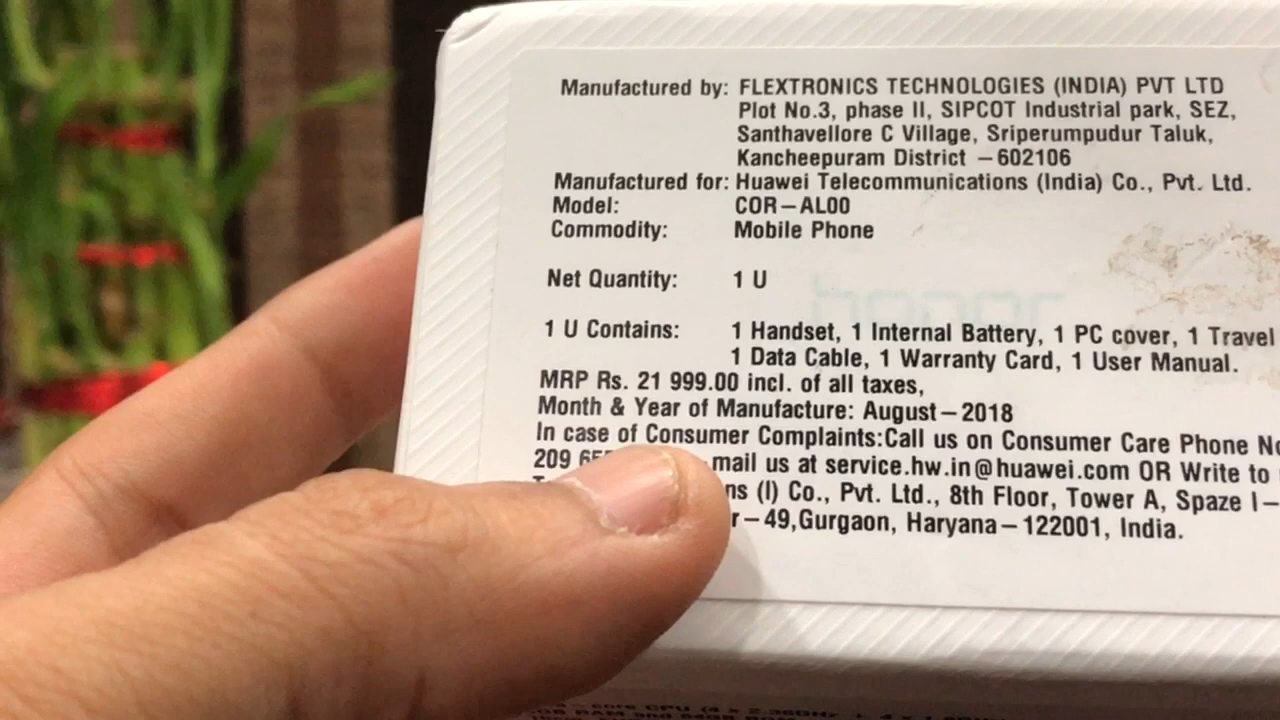 Manufactured by: FLEXTRONICS TECHNOLOGIES (INDIA) PVT LTD
Plot No.3, phase II, SIPCOT Industrial park, SEZ,
Santhavellore C Village, Sriperumpudur Taluk,
Kancheepuram District – 602106
Manufactured for: Huawei Telecommunications (India) Co., Pvt. Ltd.
Model: COR–AL00
Commodity: Mobile Phone
Net Quantity: 1 U
1 U Contains: 1 Handset, 1 Internal Battery, 1 PC cover, 1 Travel
1 Data Cable, 1 Warranty Card, 1 User Manual.
MRP Rs. 21 999.00 incl. of all taxes,
Month & Year of Manufacture: August–2018
In case of Consumer Complaints:Call us on Consumer Care Phone
209 mail us at service.hw.in@huawei.com OR Write to
(I) Co., Pvt. Ltd., 8th Floor, Tower A, Spaze
49,Gurgaon, Haryana–122001, India.